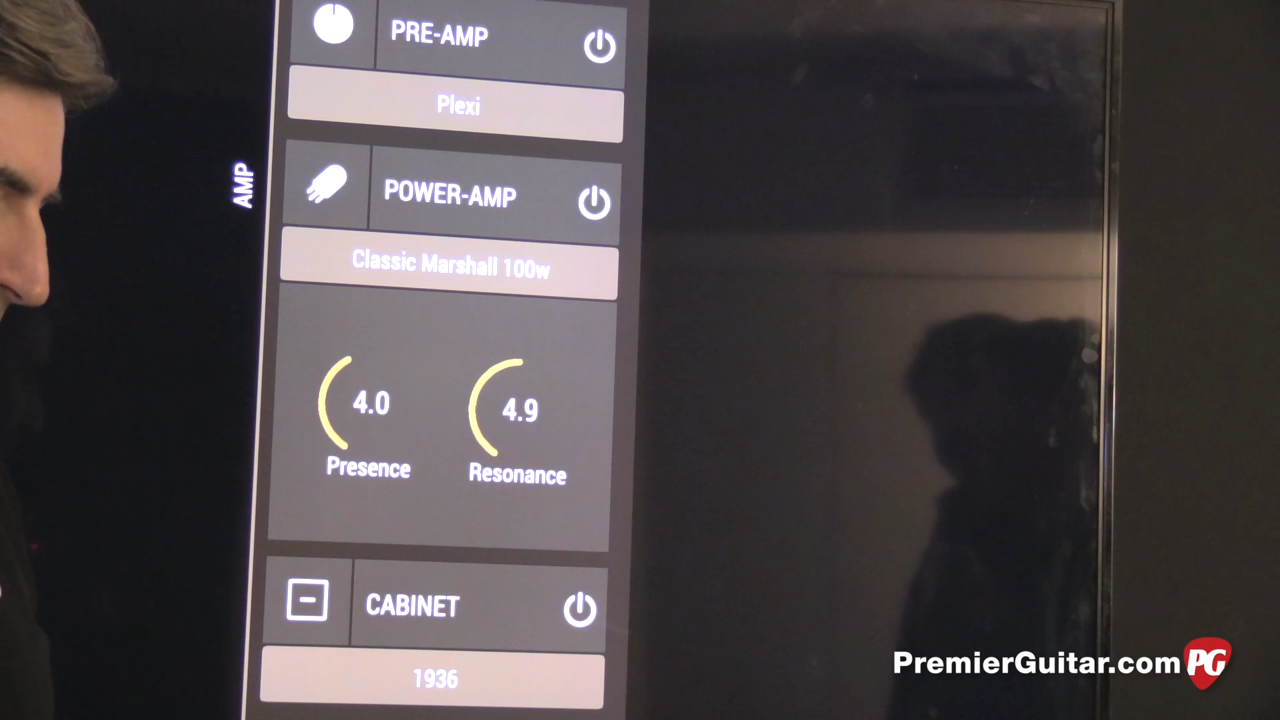 PRE-AMP
Plexi
AMP
POWER-AMP
Classic Marshall 100w
4.0
4.9
Presence
Resonance
CABINET
1936
PremierGuitar.com PG